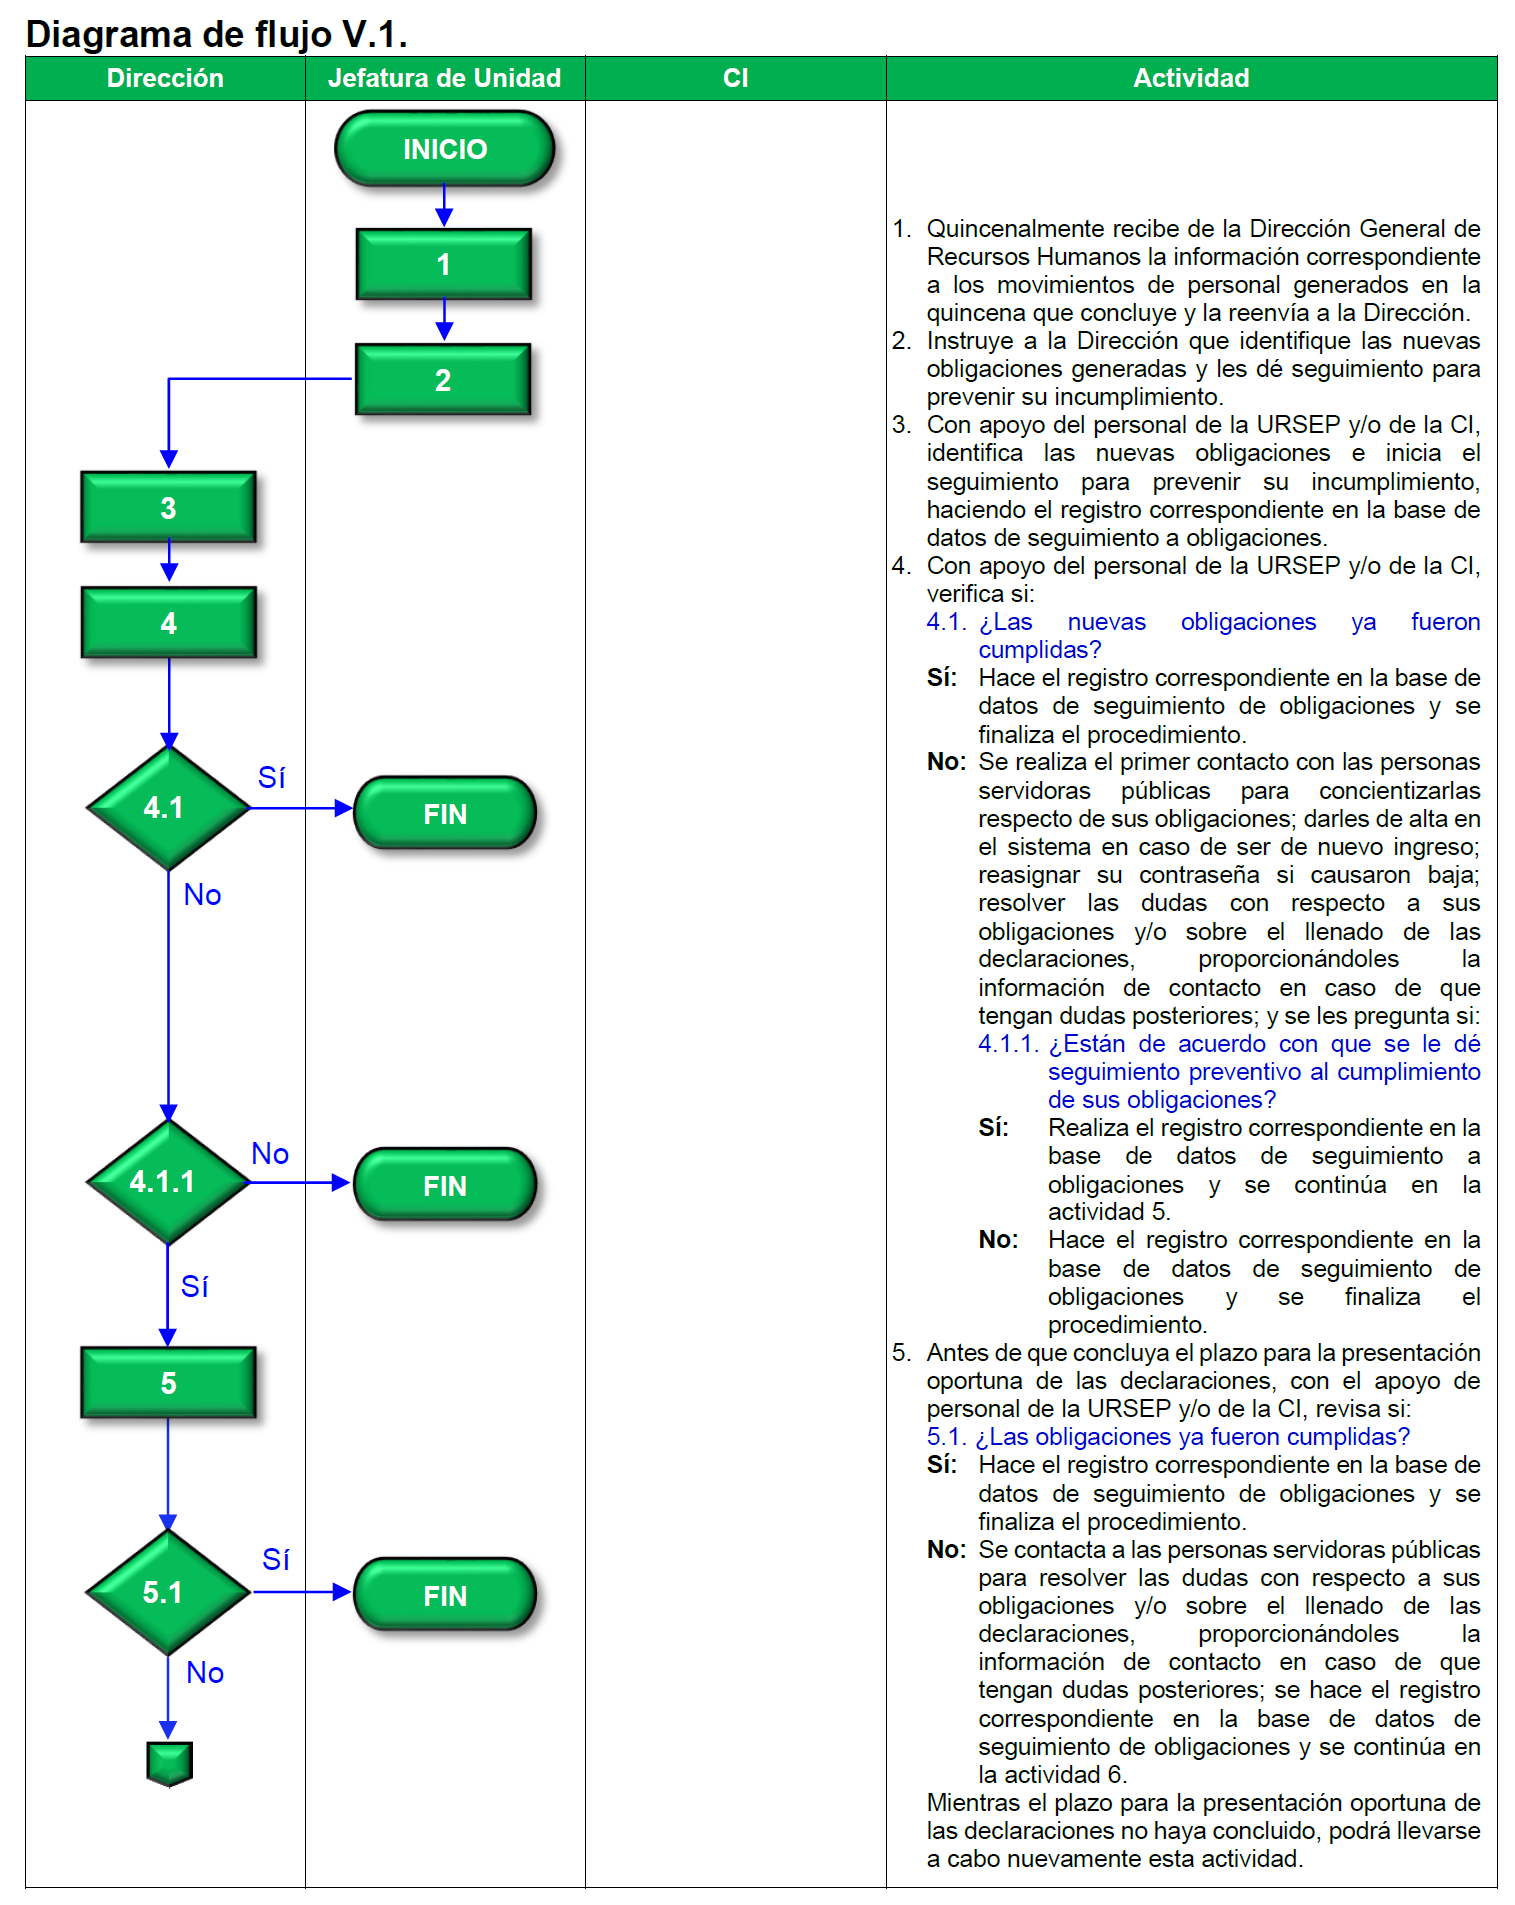 Diagrama de flujo V.1.
Dirección
Jefatura de Unidad
CI
Actividad
INICIO
1
2
3
4
4.1
Sí
FIN
No
4.1.1
No
FIN
Sí
5
5.1
Sí
FIN
No
1. Quincenalmente recibe de la Dirección General de
Recursos Humanos la información correspondiente
a los movimientos de personal generados en la
quincena que concluye y la reenvía a la Dirección.
2. Instruye a la Dirección que identifique las nuevas
obligaciones generadas y les dé seguimiento para
prevenir su incumplimiento.
3. Con apoyo del personal de la URSEP y/o de la CI,
identifica las nuevas obligaciones e inicia el
seguimiento para prevenir su incumplimiento,
haciendo el registro correspondiente en la base de
datos de seguimiento a obligaciones.
4. Con apoyo del personal de la URSEP y/o de la CI,
verifica si:
4.1. ¿Las nuevas obligaciones ya fueron
cumplidas?
Sí: Hace el registro correspondiente en la base de
datos de seguimiento de obligaciones y se
finaliza el procedimiento.
No: Se realiza el primer contacto con las personas
servidoras públicas para concientizarlas
respecto de sus obligaciones; darles de alta en
el sistema en caso de ser de nuevo ingreso;
reasignar su contraseña si causaron baja;
resolver las dudas con respecto a sus
obligaciones y/o sobre el llenado de las
declaraciones, proporcionándoles la
información de contacto en caso de que
tengan dudas posteriores; y se les pregunta si:
4.1.1. ¿Están de acuerdo con que se le dé
seguimiento preventivo al cumplimiento
de sus obligaciones?
Sí: Realiza el registro correspondiente en la
base de datos de seguimiento a
obligaciones y se continúa en la
actividad 5.
No: Hace el registro correspondiente en la
base de datos de seguimiento de
obligaciones y se finaliza el
procedimiento.
5. Antes de que concluya el plazo para la presentación
oportuna de las declaraciones, con el apoyo de
personal de la URSEP y/o de la CI, revisa si:
5.1. ¿Las obligaciones ya fueron cumplidas?
Sí: Hace el registro correspondiente en la base de
datos de seguimiento de obligaciones y se
finaliza el procedimiento.
No: Se contacta a las personas servidoras públicas
para resolver las dudas con respecto a sus
obligaciones y/o sobre el llenado de las
declaraciones, proporcionándoles la
información de contacto en caso de que
tengan dudas posteriores; se hace el registro
correspondiente en la base de datos de
seguimiento de obligaciones y se continúa en
la actividad 6.
Mientras el plazo para la presentación oportuna de
las declaraciones no haya concluido, podrá llevarse
a cabo nuevamente esta actividad.